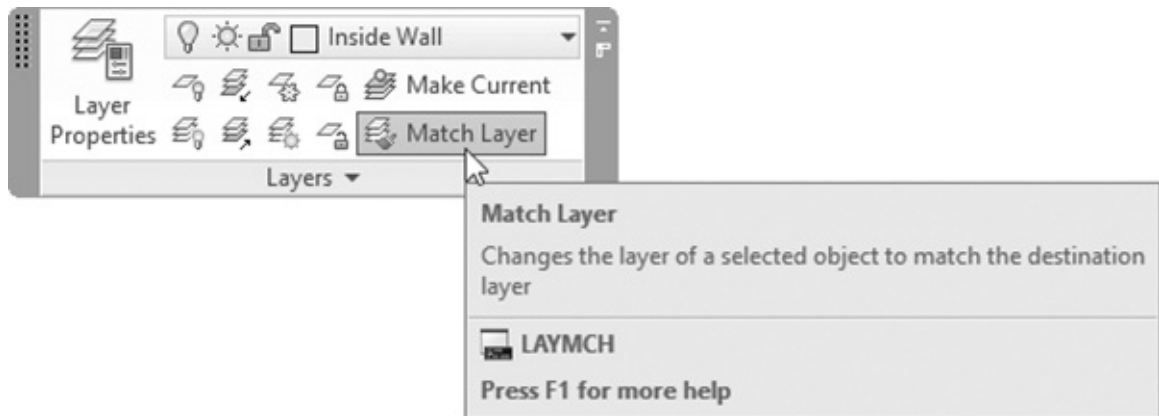 Inside Wall
Make Current
Layer
Properties
Match Layer
Layers
Match Layer
Changes the layer of a selected object to match the destination
layer
LAYMCH
Press F1 for more help